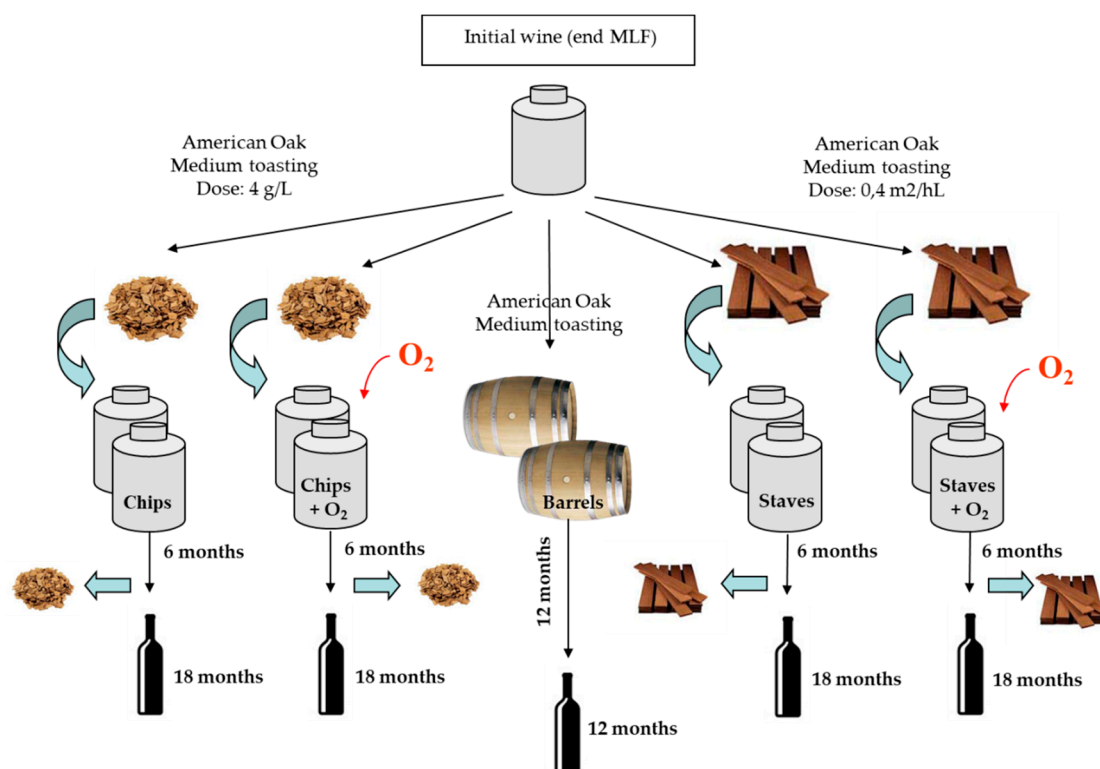 Initial wine (end MLF)
American Oak
Medium toasting
Dose: 4 g/L
American Oak
Medium toasting
Dose: 0,4 m2/hL
American Oak
Medium toasting
O2
O2
Chips
Chips
+ O2
Barrels
Staves
Staves
+ O2
6 months
6 months
12 months
6 months
6 months
18 months
18 months
12 months
18 months
18 months